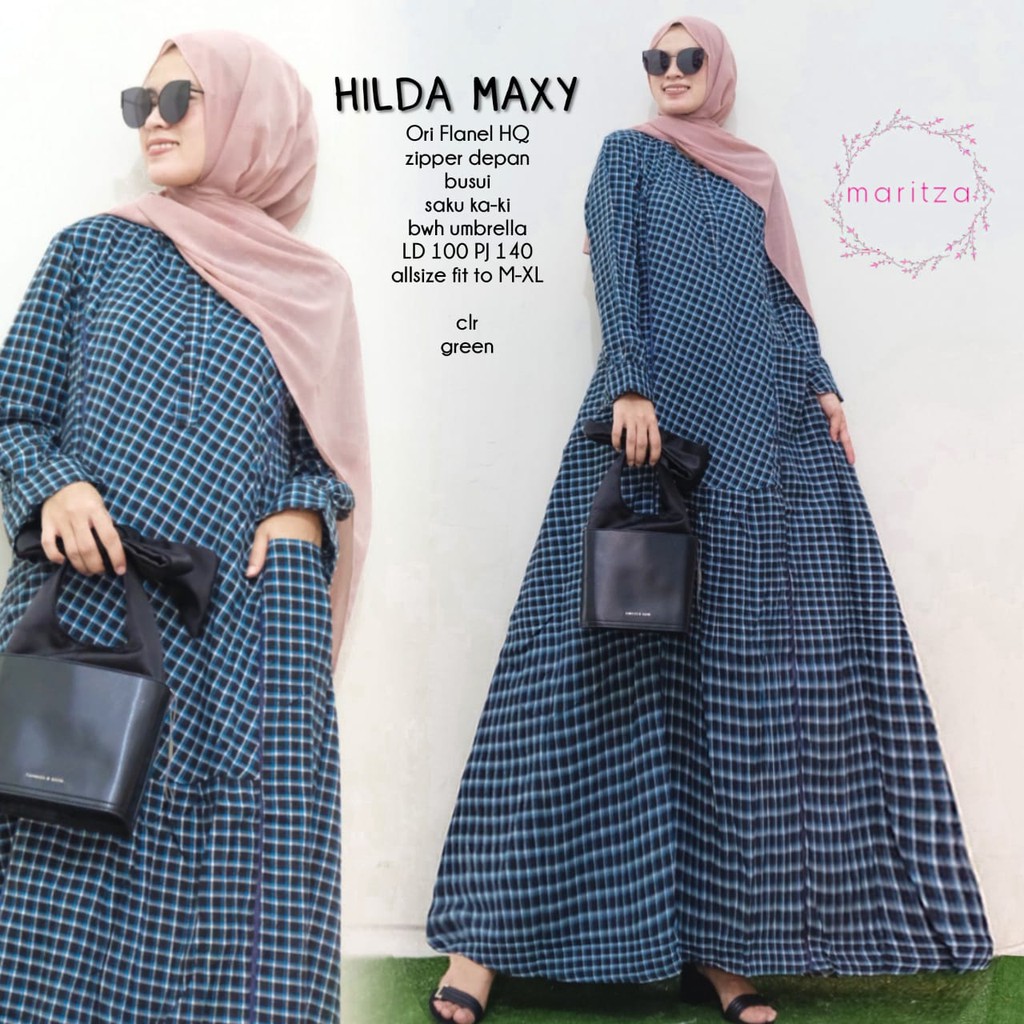 HILDA MAXY
Ori Flanel HQ
zipper depan
busui
saku ka-ki
bwh umbrella
LD 100 PJ 140
allsize fit to M-XL
clr
green
maritza